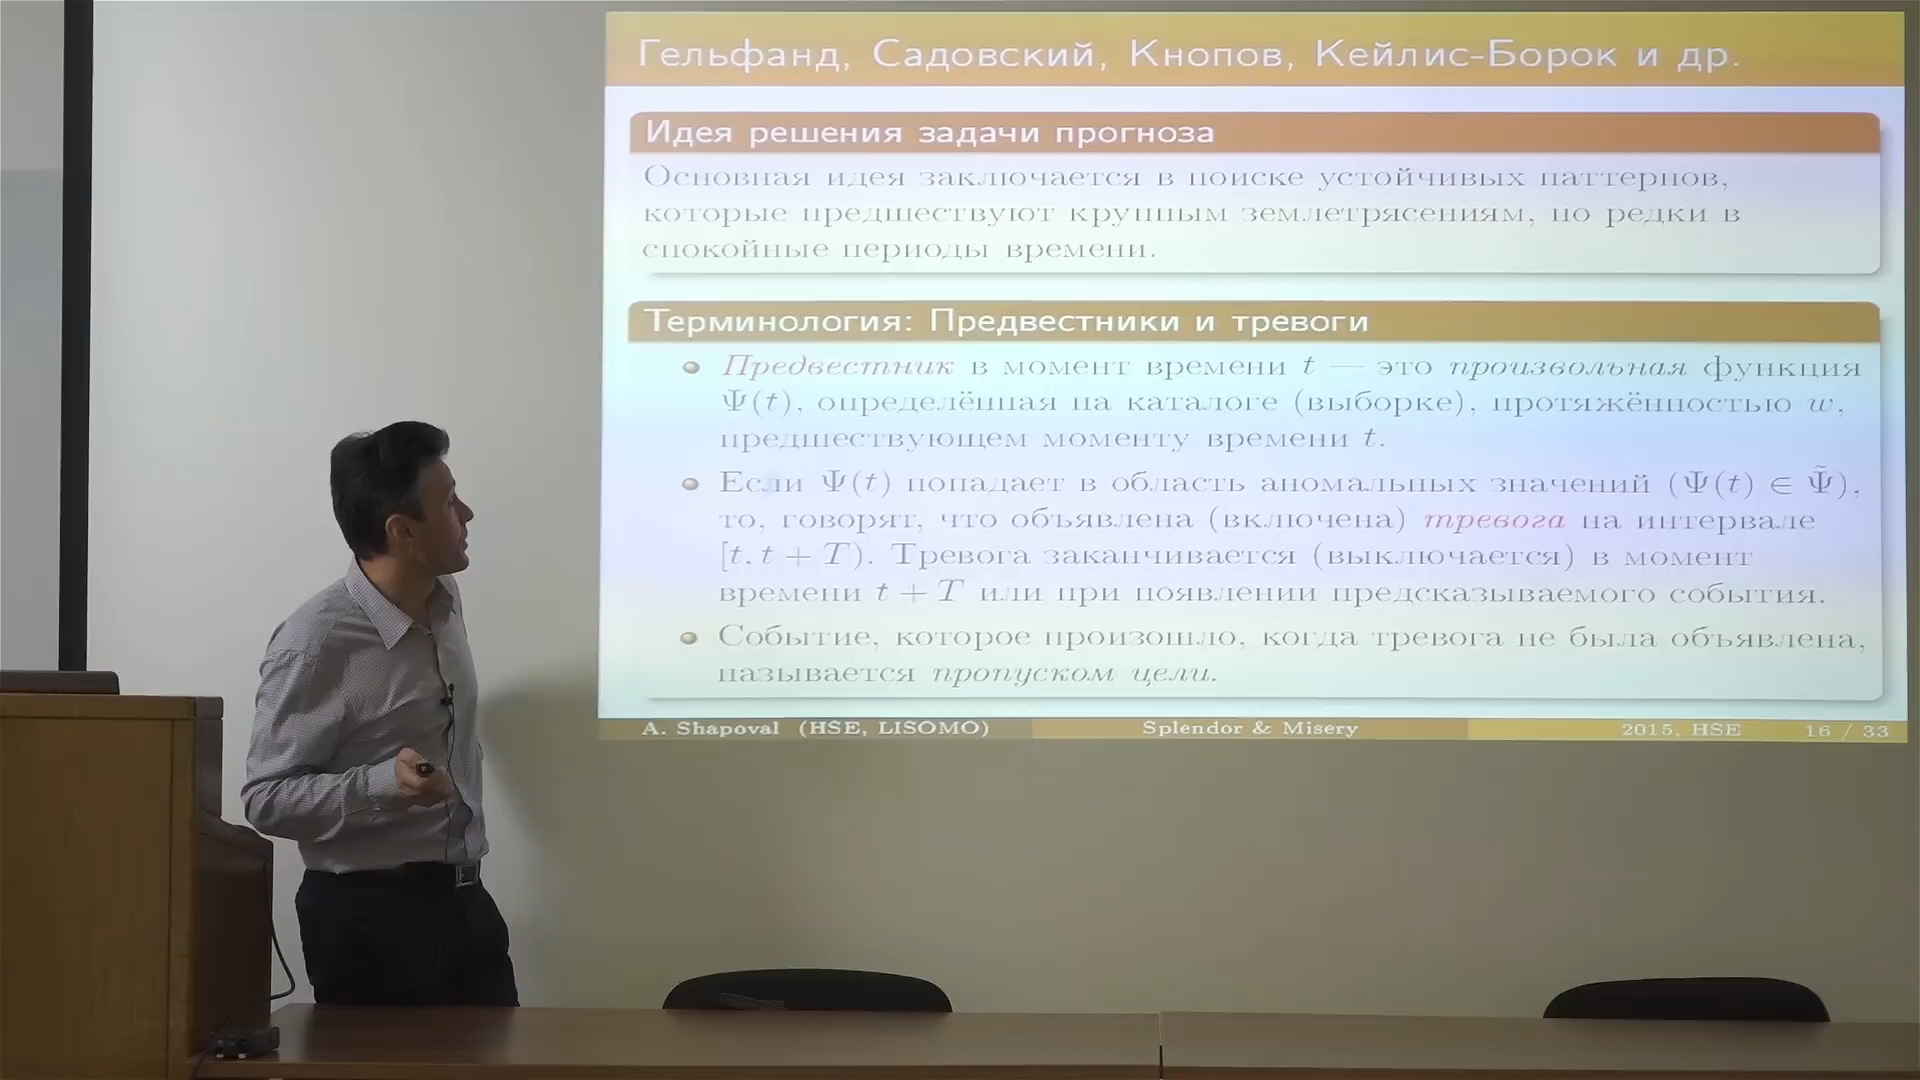 Гельфанд, Садовский, Кнопов, Кейлис-Борок и др.
Идея решения задачи прогноза
Основная идея заключается в поиске устойчивых паттернов,
которые предшествуют крупным землетрясениям, но редки в
спокойные периоды времени.
Терминология: Предвестники и тревоги
Предвестник в момент времени t — это произвольная функция
Ψ(t), определённая на каталоге (выборке), протяжённостью w,
предшествующем моменту времени t.
Если Ψ(t) попадает в область аномальных значений (Ψ(t) ∈ Ψ̃),
то, говорят, что объявлена (включена) тревога на интервале
[t, t + T). Тревога заканчивается (выключается) в момент
времени t + T или при появлении предсказываемого события.
Событие, которое произошло, когда тревога не была объявлена,
называется пропуском цели.
A. Shapoval (HSE, LISOMO) Splendor & Misery 2015, HSE 16 / 33